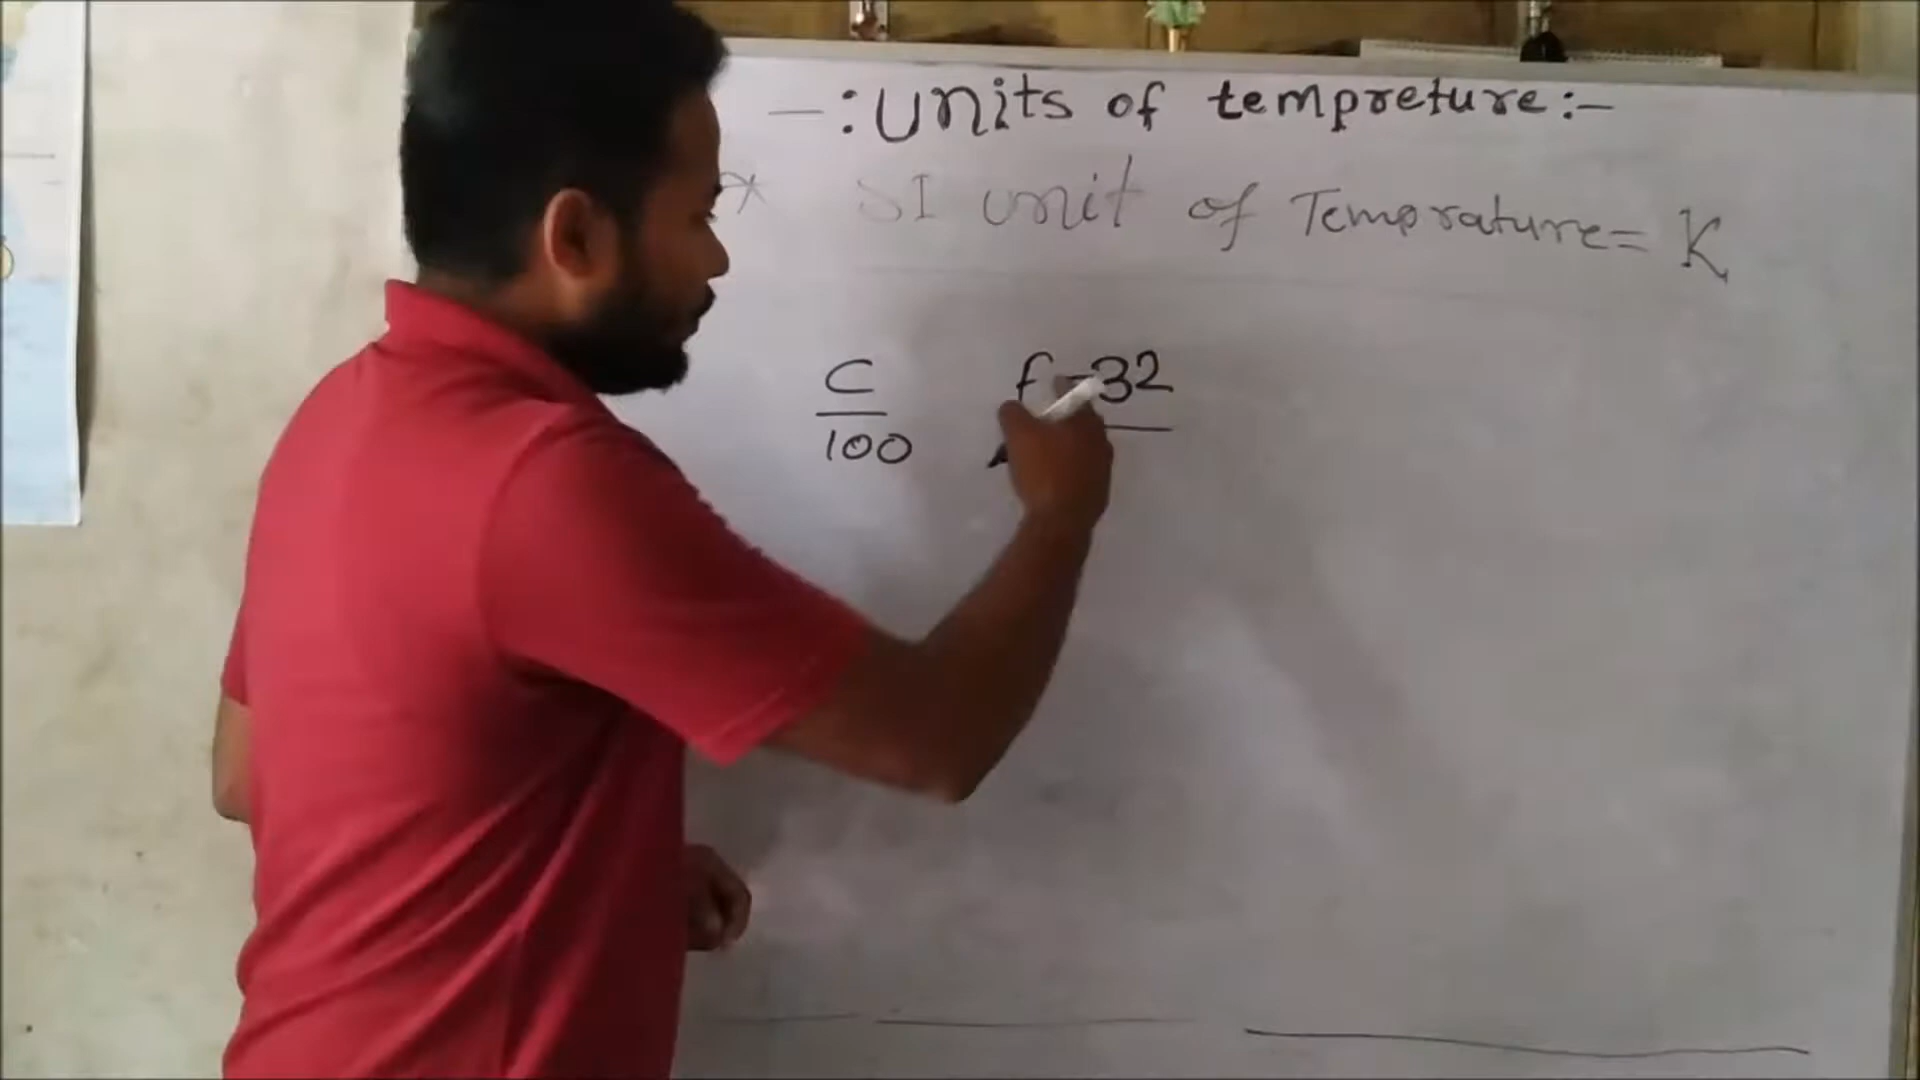 -:Units of tempreture:-
* SI unit of Temprature= K
C f-32
100